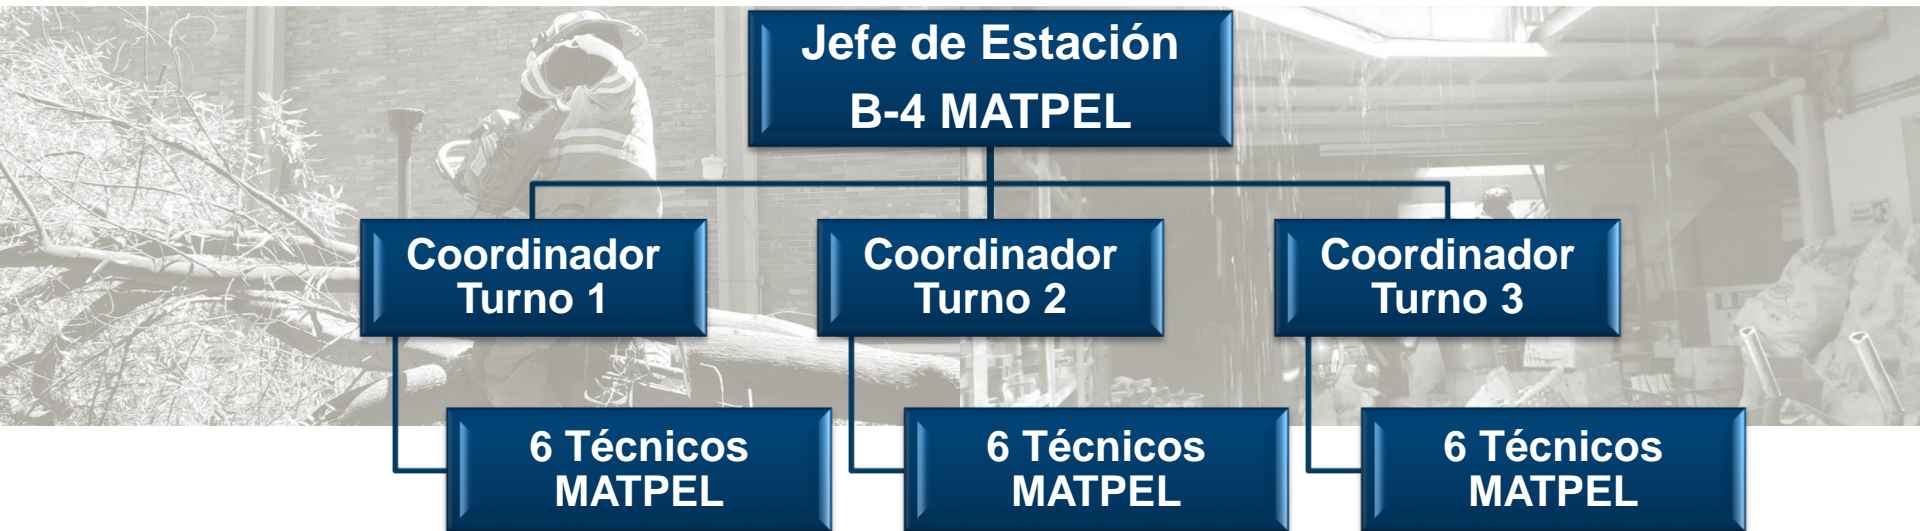 Jefe de Estación
B-4 MATPEL
Coordinador
Turno 1
Coordinador
Turno 2
Coordinador
Turno 3
6 Técnicos
MATPEL
6 Técnicos
MATPEL
6 Técnicos
MATPEL